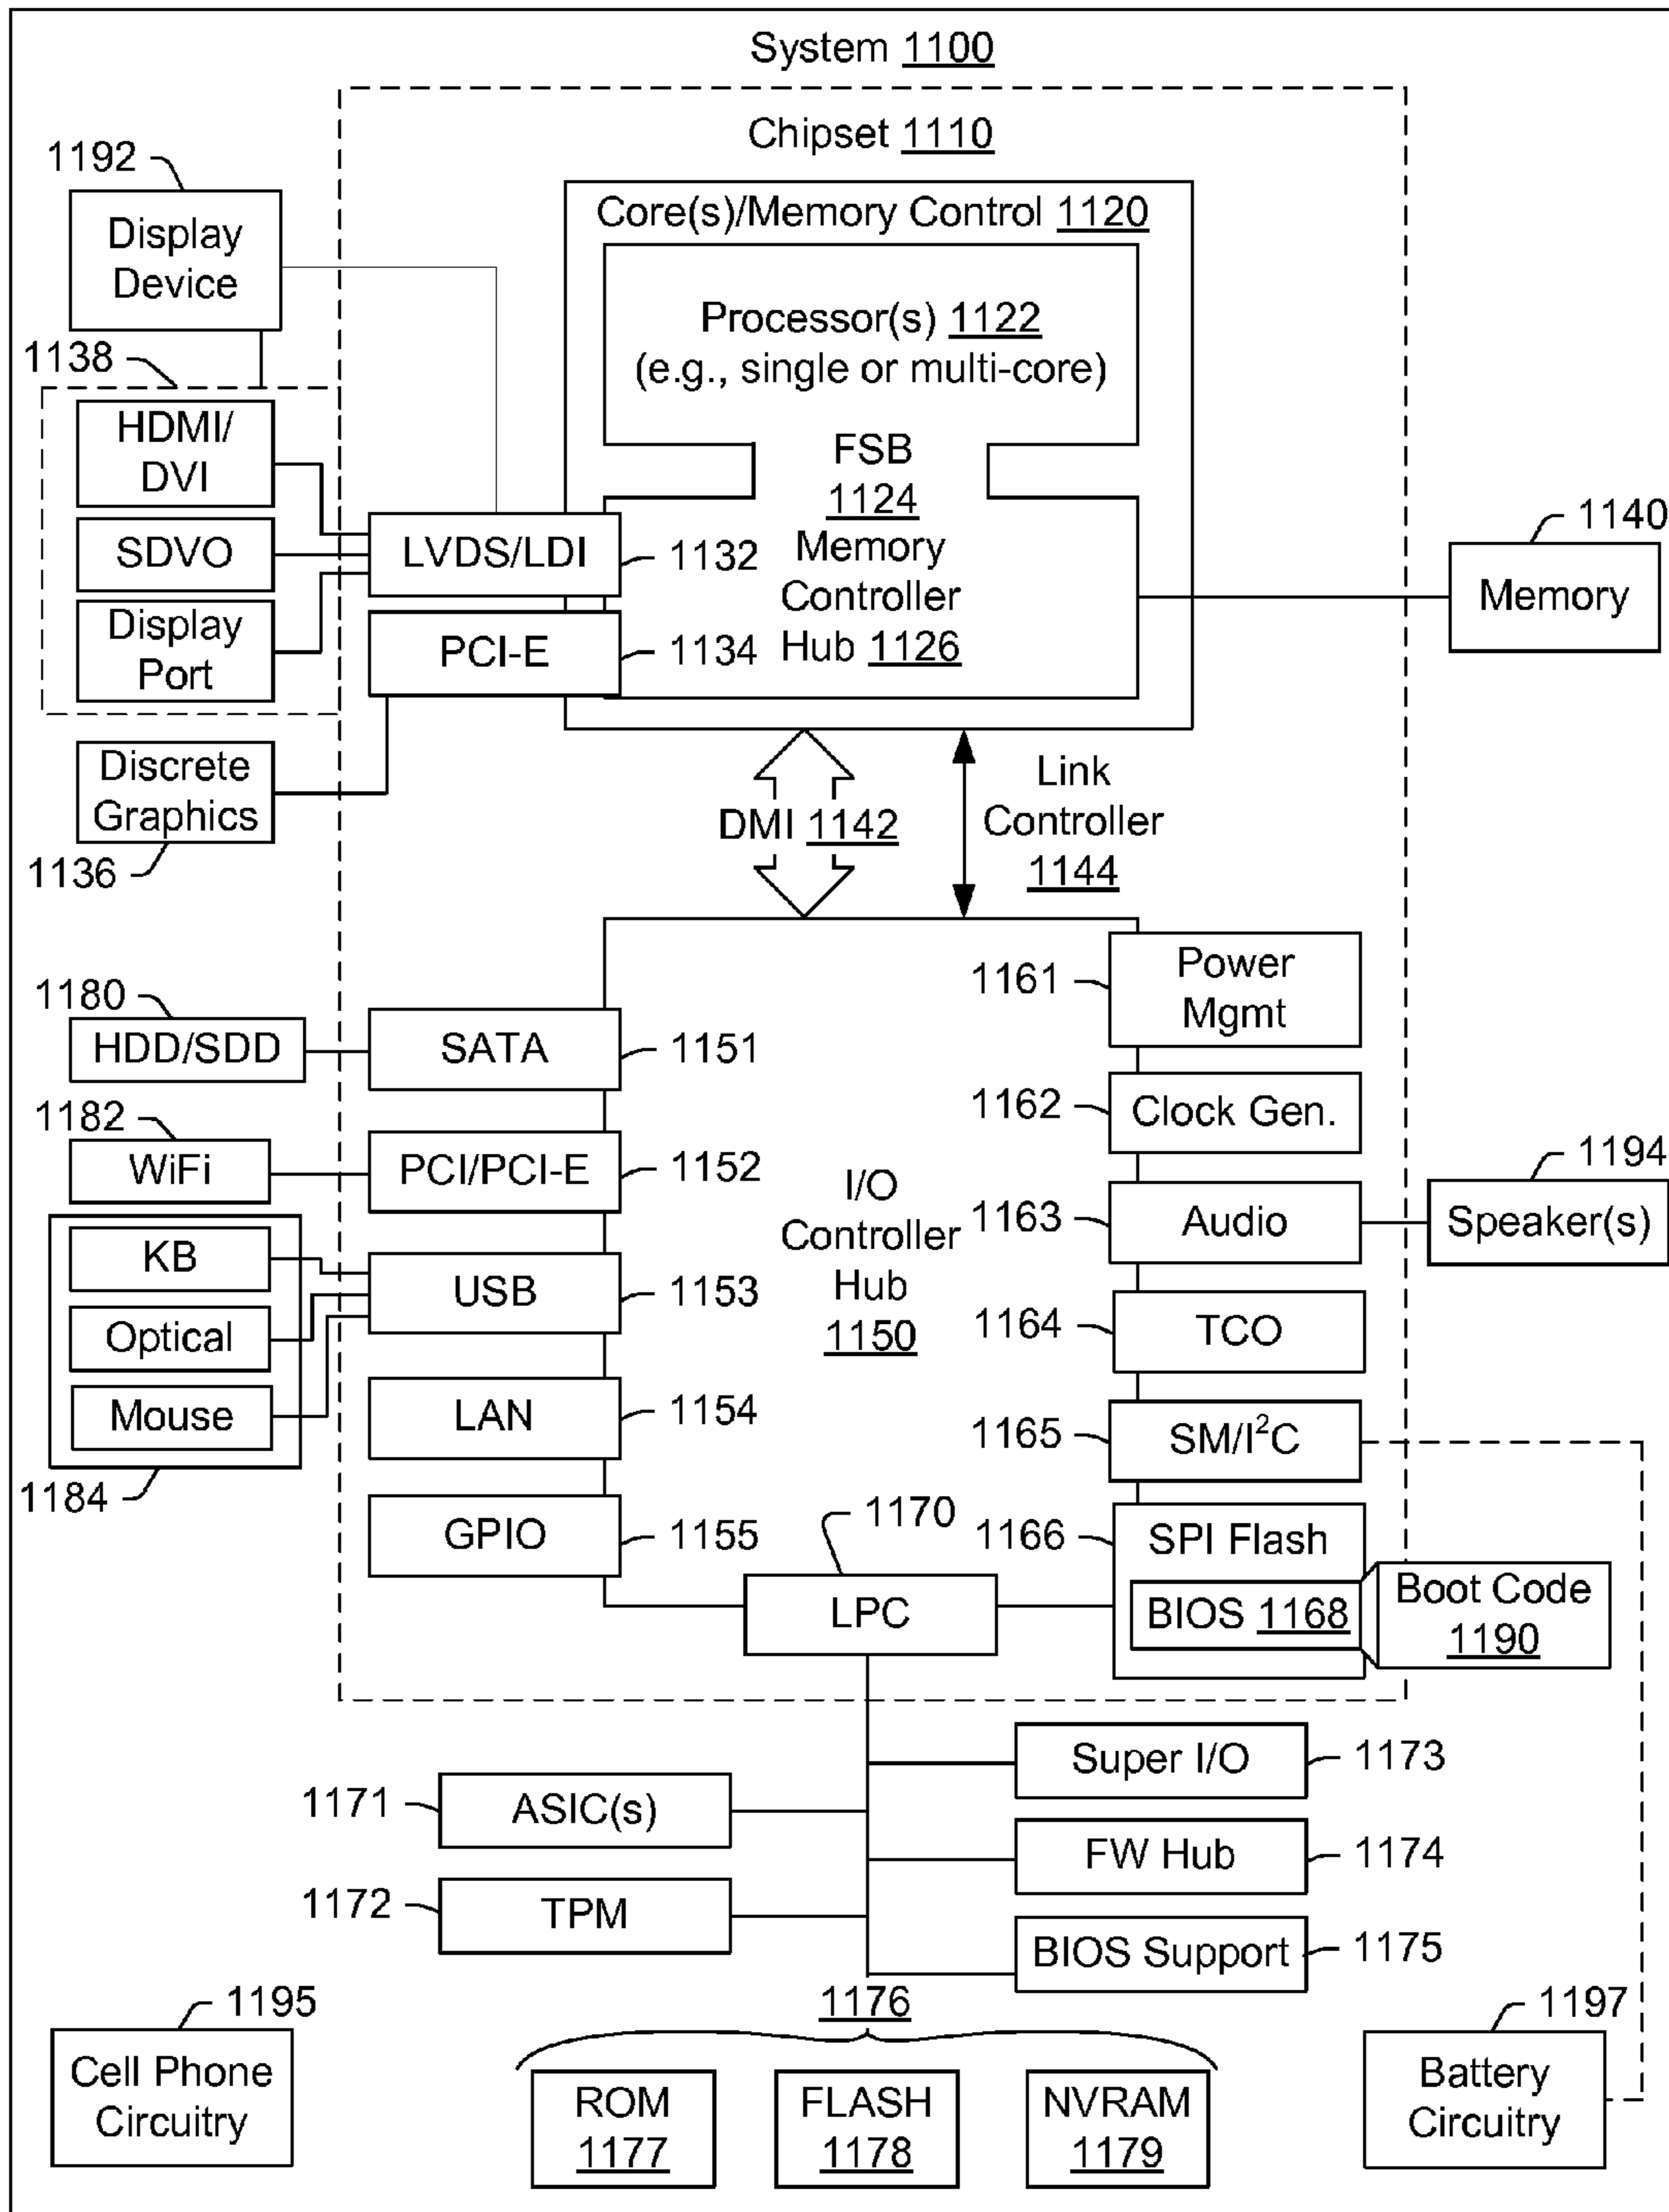 System 1100
Chipset 1110
1192
Display
Device
Core(s)/Memory Control 1120
Processor(s) 1122
(e.g., single or multi-core)
1138
HDMI/
DVI
SDVO
Display
Port
FSB
1124
Memory
Controller
Hub 1126
LVDS/LDI
1132
PCI-E
1134
1140
Memory
Discrete
Graphics
1136
DMI 1142
Link
Controller
1144
1180
HDD/SDD
SATA
1151
1161
Power
Mgmt
1182
WiFi
PCI/PCI-E
1152
1162
Clock Gen.
I/O
Controller
Hub
1150
1163
Audio
1194
Speaker(s)
KB
Optical
Mouse
1184
USB
1153
1164
TCO
LAN
1154
1165
SM/I²C
GPIO
1155
1170
LPC
1166
SPI Flash
BIOS 1168
Boot Code
1190
1171
ASIC(s)
Super I/O
1173
1172
TPM
FW Hub
1174
BIOS Support
1175
1195
Cell Phone
Circuitry
1176
ROM
1177
FLASH
1178
NVRAM
1179
1197
Battery
Circuitry